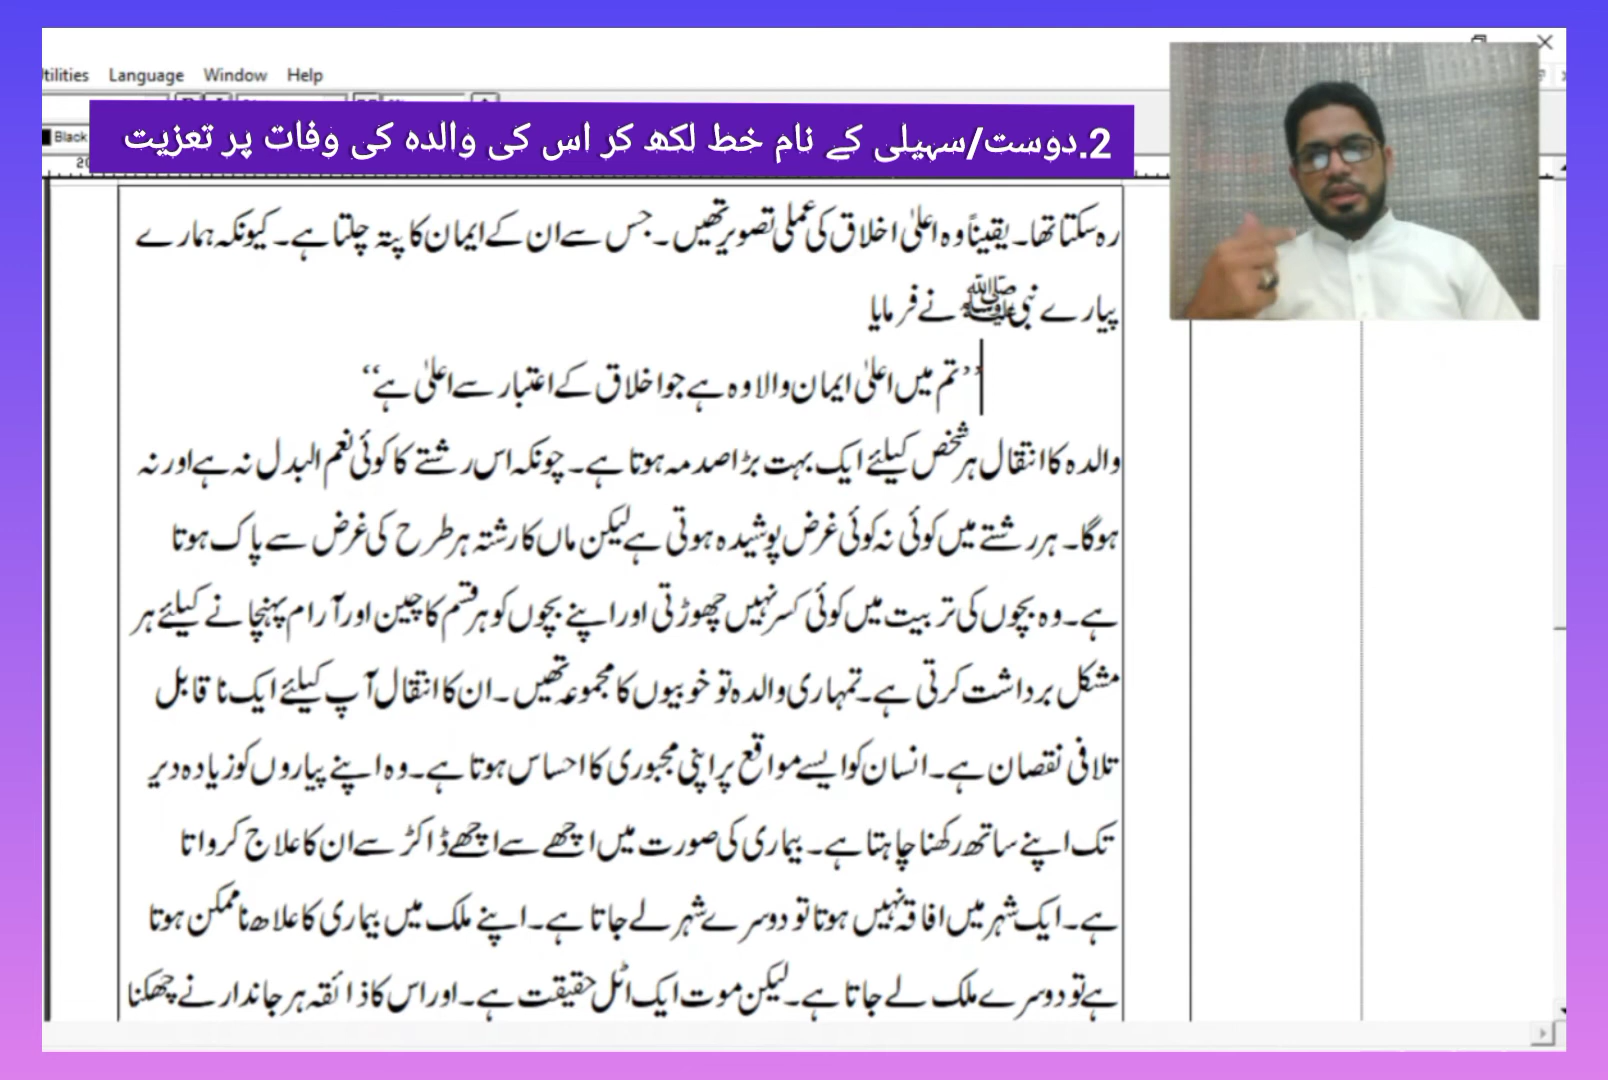 Utilities Language Window Help
2.دوست/سہیلی کے نام خط لکھ کر اس کی والدہ کی وفات پر تعزیت
Black
رہ سکتا تھا۔ یقیناً وہ اعلیٰ اخلاق کی عملی تصویر تھیں۔ جس سے ان کے ایمان کا پتہ چلتا ہے۔ کیونکہ ہمارے
پیارے نبی ﷺ نے فرمایا
’’تم میں اعلیٰ ایمان والا وہ ہے جو اخلاق کے اعتبار سے اعلیٰ ہے‘‘
والدہ کا انتقال ہر شخص کیلئے ایک بہت بڑا صدمہ ہوتا ہے۔ چونکہ اس رشتے کا کوئی نعم البدل نہ ہے اور نہ
ہوگا۔ ہر رشتے میں کوئی نہ کوئی غرض پوشیدہ ہوتی ہے لیکن ماں کا رشتہ ہر طرح کی غرض سے پاک ہوتا
ہے۔ وہ بچوں کی تربیت میں کوئی کسر نہیں چھوڑتی اور اپنے بچوں کو ہر قسم کا چین اور آرام پہنچانے کیلئے ہر
مشکل برداشت کرتی ہے۔ تمہاری والدہ تو خوبیوں کا مجموعہ تھیں۔ ان کا انتقال آپ کیلئے ایک نا قابل
تلافی نقصان ہے۔ انسان کو ایسے مواقع پر اپنی مجبوری کا احساس ہوتا ہے۔ وہ اپنے پیاروں کو زیادہ دیر
تک اپنے ساتھ رکھنا چاہتا ہے۔ بیماری کی صورت میں اچھے سے اچھے ڈاکٹر سے ان کا علاج کرواتا
ہے۔ ایک شہر میں افاقہ نہیں ہوتا تو دوسرے شہر لے جاتا ہے۔ اپنے ملک میں بیماری کا علاھ ناممکن ہوتا
ہے تو دوسرے ملک لے جاتا ہے۔ لیکن موت ایک اٹل حقیقت ہے۔ اور اس کا ذائقہ ہر جاندار نے چھکنا